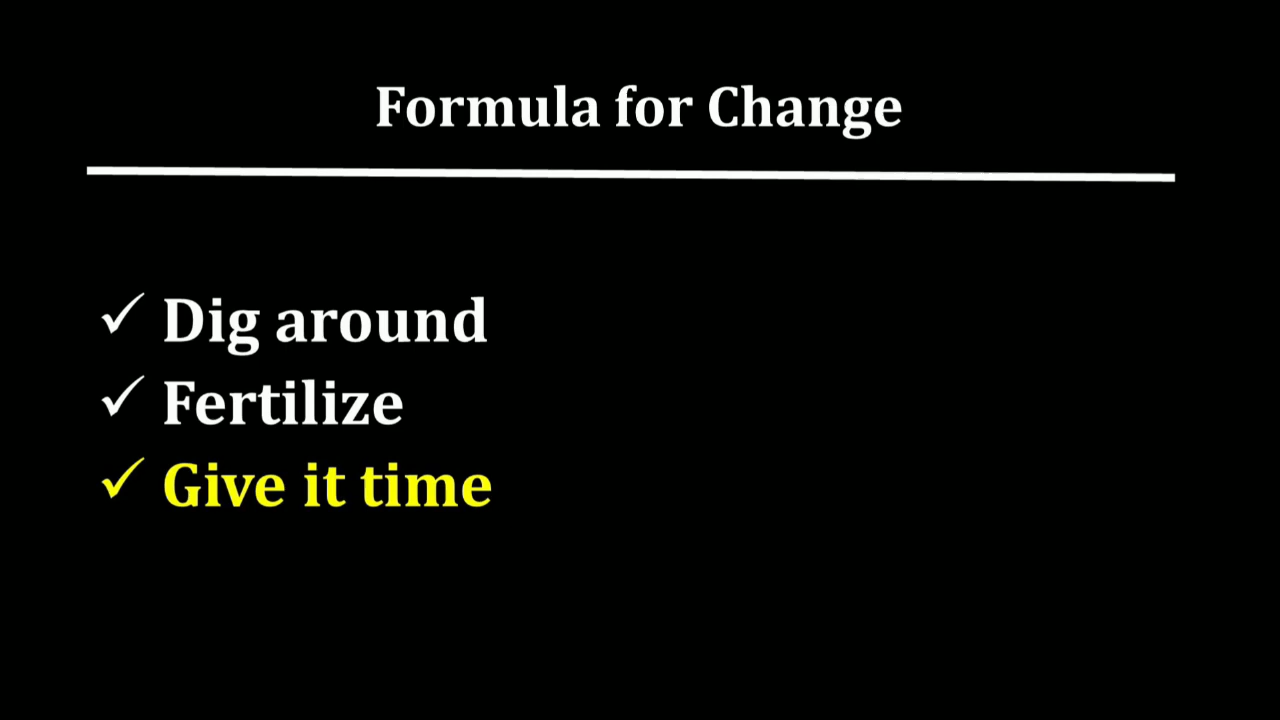 Formula for Change
✓ Dig around
✓ Fertilize
✓ Give it time